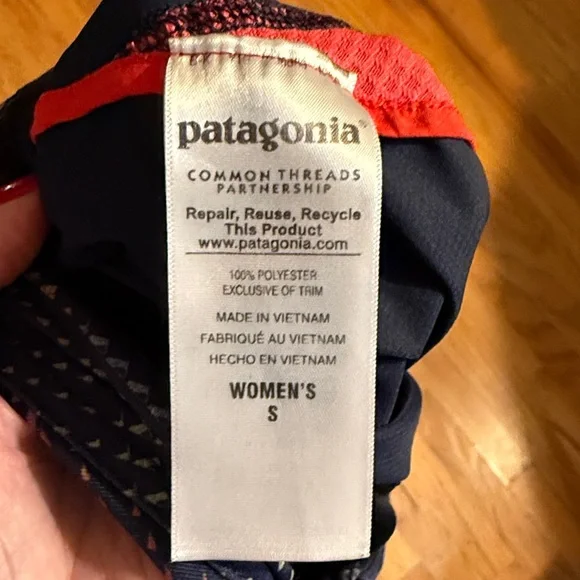 patagonia®
COMMON THREADS
PARTNERSHIP
Repair, Reuse, Recycle
This Product
www.patagonia.com
100% POLYESTER
EXCLUSIVE OF TRIM
MADE IN VIETNAM
FABRIQUÉ AU VIETNAM
HECHO EN VIETNAM
WOMEN'S
S